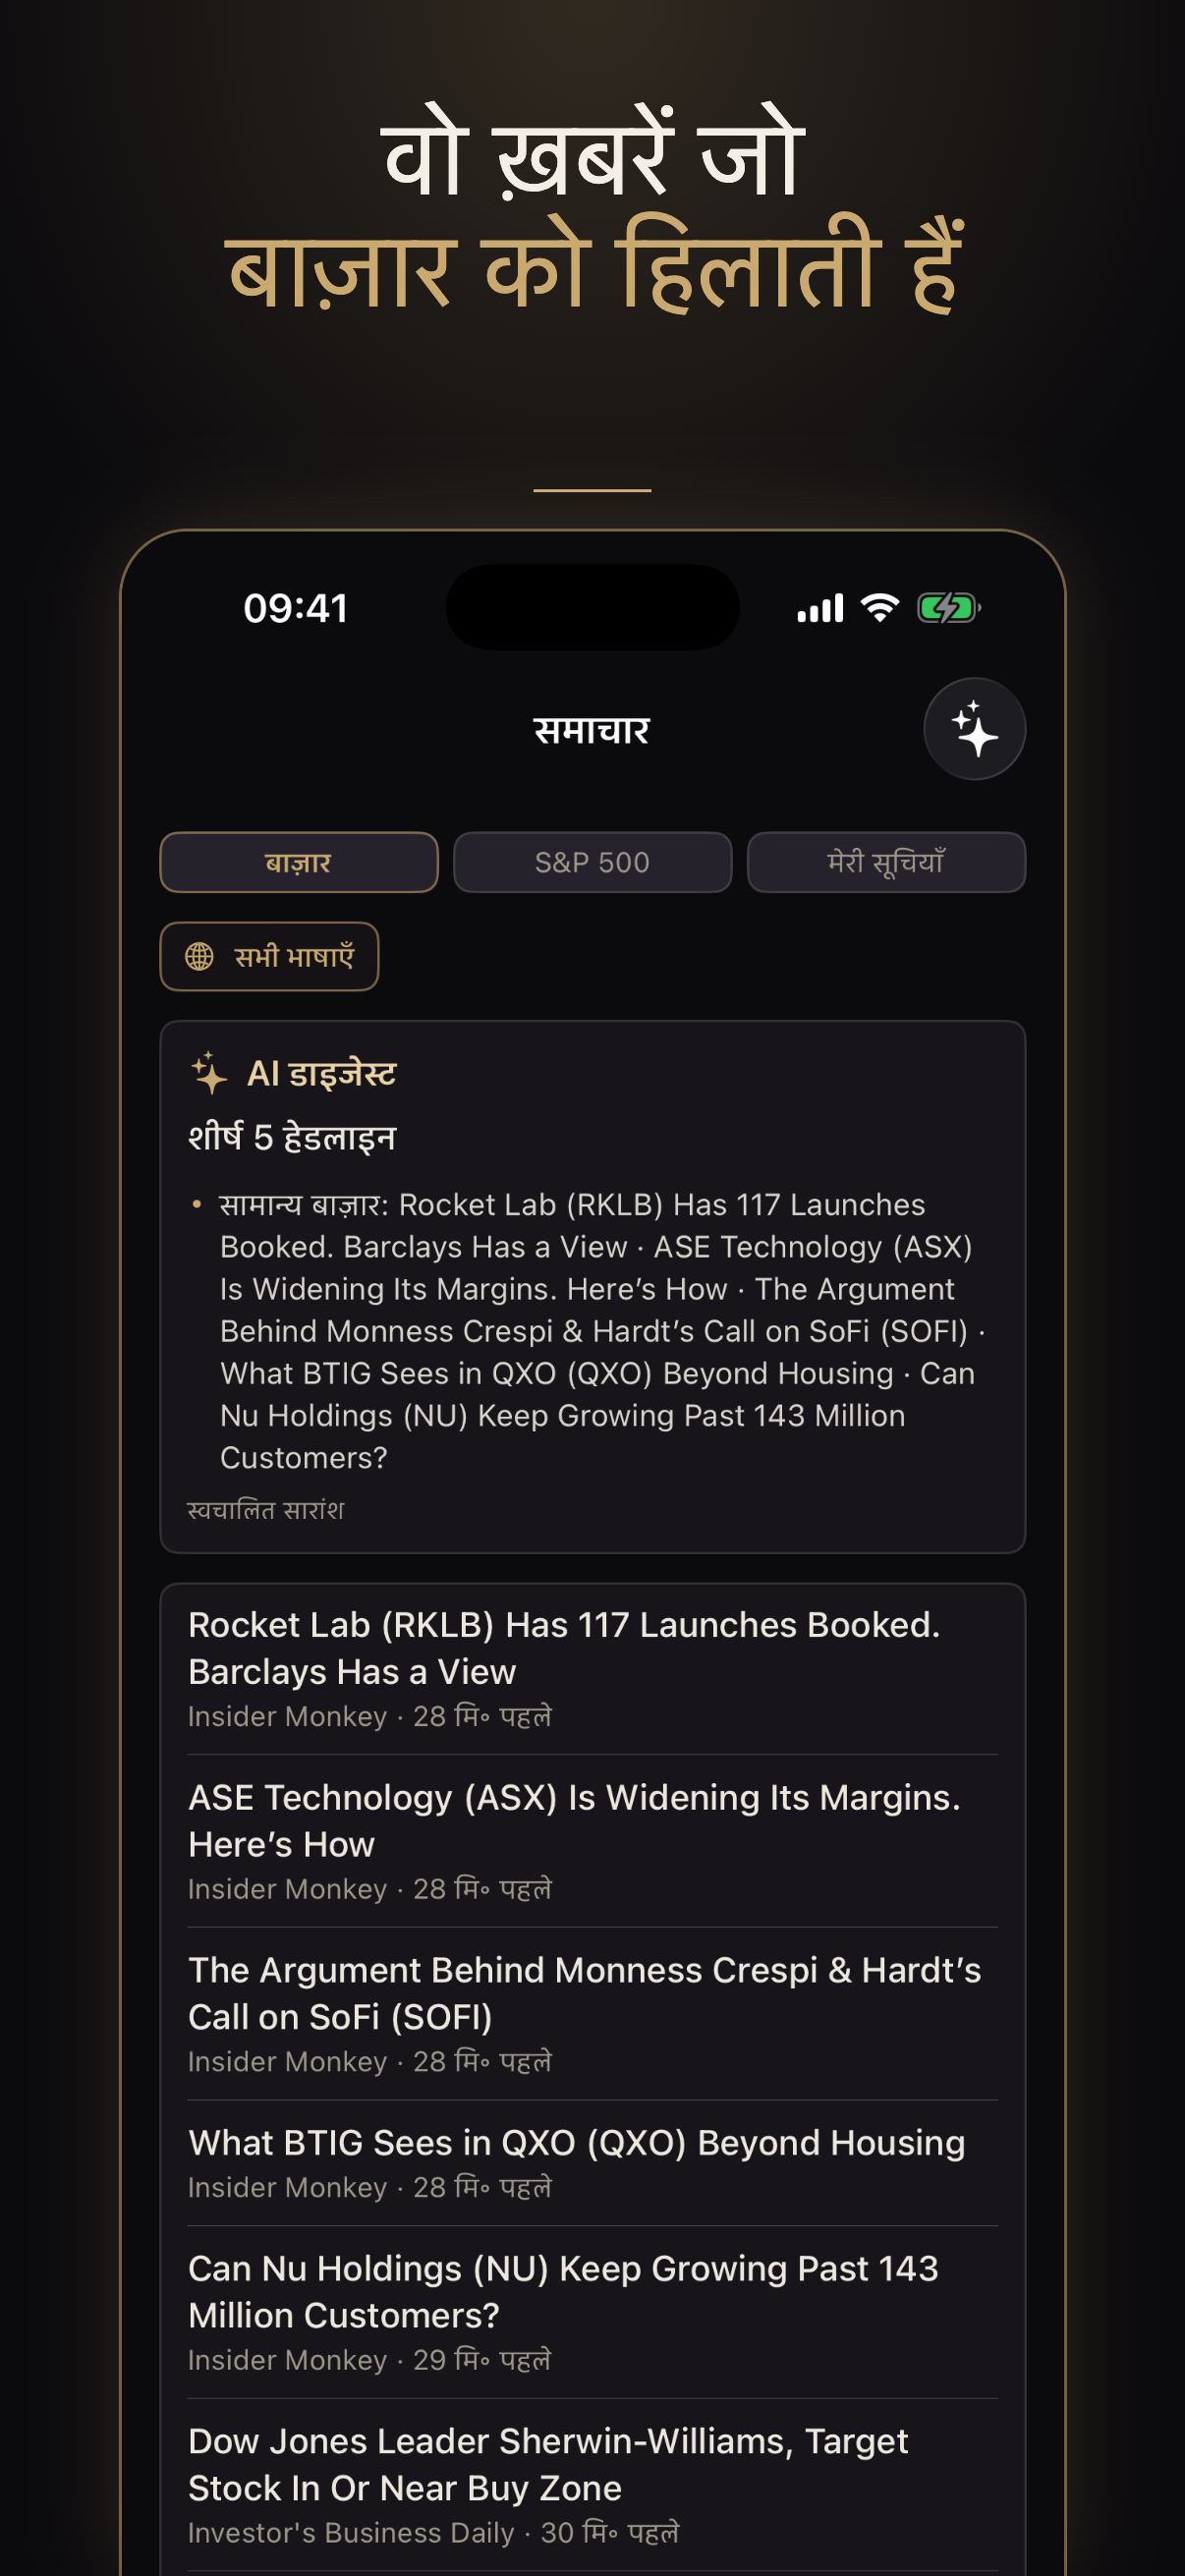 वो ख़बरें जो
बाज़ार को हिलाती हैं
09:41
समाचार
बाज़ार
S&P 500
मेरी सूचियाँ
सभी भाषाएँ
AI डाइजेस्ट
शीर्ष 5 हेडलाइन
• सामान्य बाज़ार: Rocket Lab (RKLB) Has 117 Launches
Booked. Barclays Has a View · ASE Technology (ASX)
Is Widening Its Margins. Here’s How · The Argument
Behind Monness Crespi & Hardt’s Call on SoFi (SOFI) ·
What BTIG Sees in QXO (QXO) Beyond Housing · Can
Nu Holdings (NU) Keep Growing Past 143 Million
Customers?
स्वचालित सारांश
Rocket Lab (RKLB) Has 117 Launches Booked.
Barclays Has a View
Insider Monkey · 28 मि॰ पहले
ASE Technology (ASX) Is Widening Its Margins.
Here’s How
Insider Monkey · 28 मि॰ पहले
The Argument Behind Monness Crespi & Hardt’s
Call on SoFi (SOFI)
Insider Monkey · 28 मि॰ पहले
What BTIG Sees in QXO (QXO) Beyond Housing
Insider Monkey · 28 मि॰ पहले
Can Nu Holdings (NU) Keep Growing Past 143
Million Customers?
Insider Monkey · 29 मि॰ पहले
Dow Jones Leader Sherwin-Williams, Target
Stock In Or Near Buy Zone
Investor's Business Daily · 30 मि॰ पहले